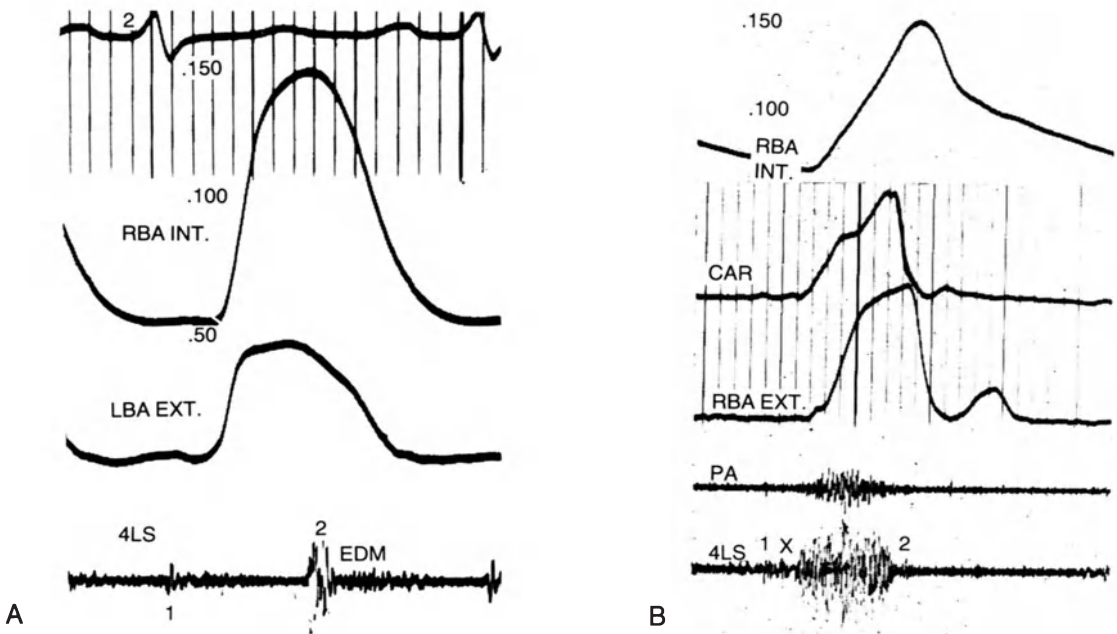 2
.150
.100
RBA INT.
.50
LBA EXT.
4LS
2
EDM
1
A
.150
.100
RBA
INT.
CAR
RBA EXT.
PA
4LS
1 X
2
B